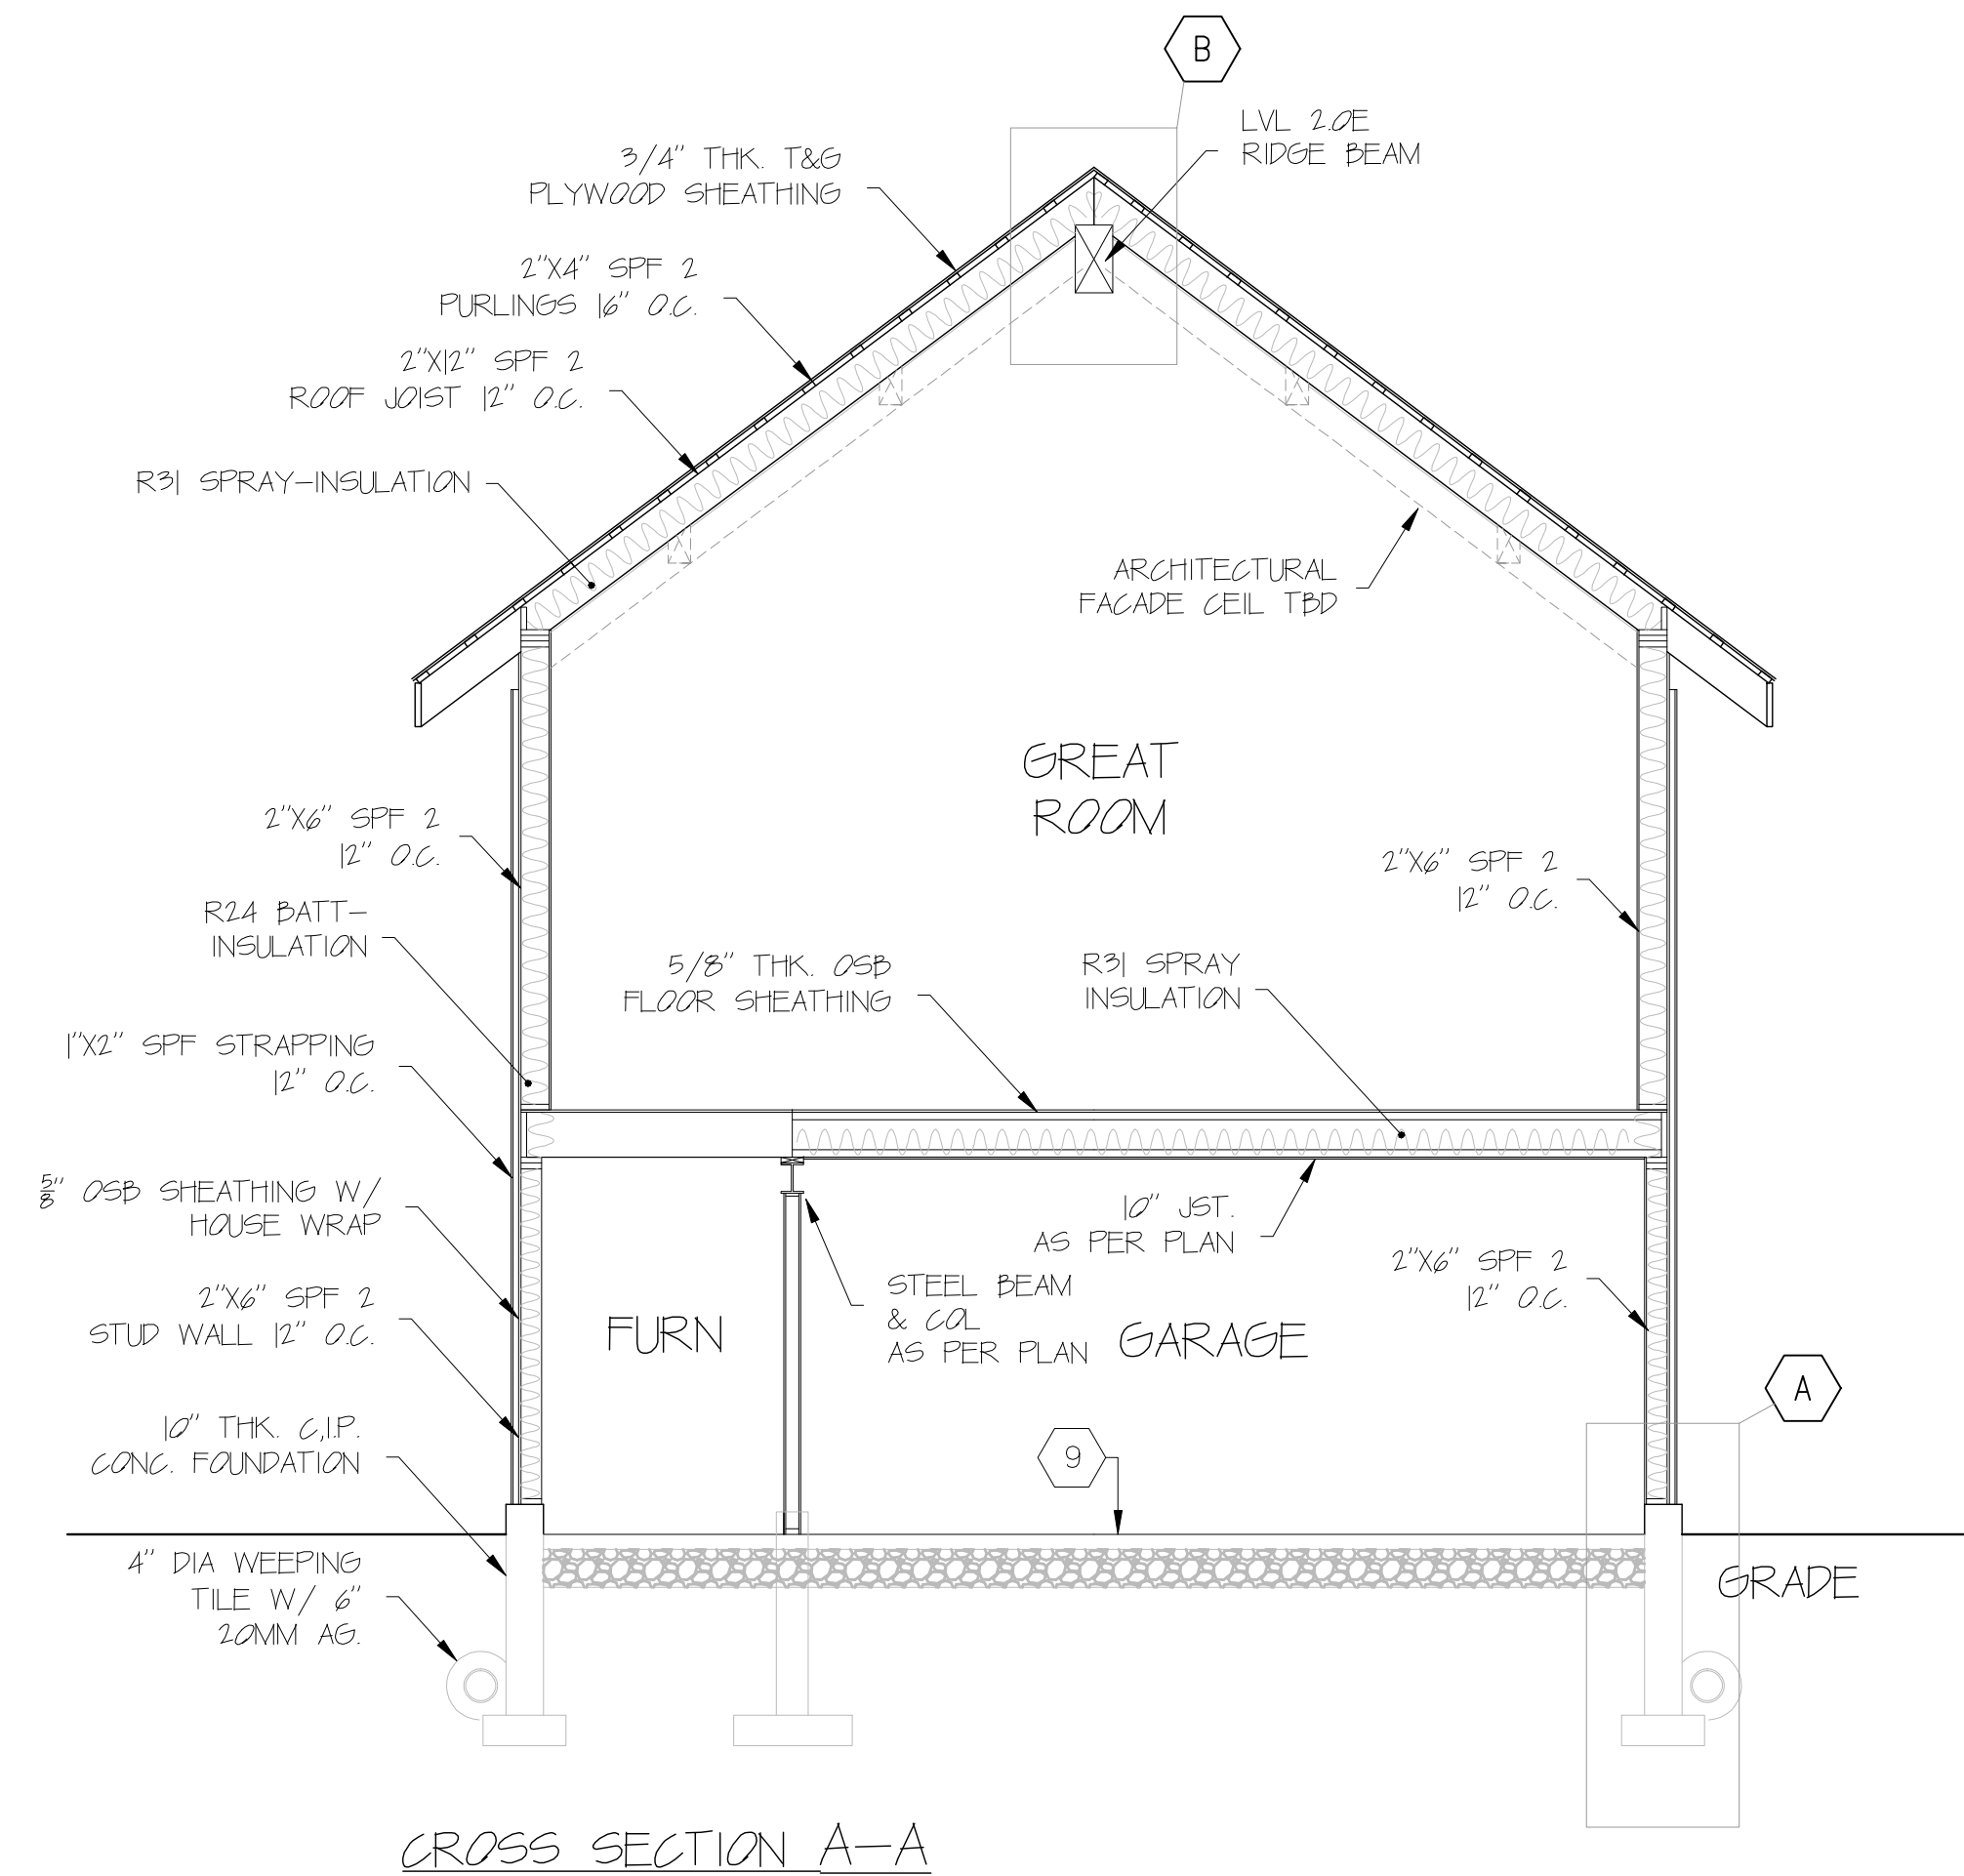 B
LVL 2.0E
RIDGE BEAM
3/4" THK. T&G
PLYWOOD SHEATHING
2"X4" SPF 2
PURLINGS 16" O.C.
2"X12" SPF 2
ROOF JOIST 12" O.C.
R31 SPRAY-INSULATION
ARCHITECTURAL
FACADE CEIL TBD
GREAT
ROOM
2"X6" SPF 2
12" O.C.
2"X6" SPF 2
12" O.C.
R24 BATT-
INSULATION
5/8" THK. OSB
FLOOR SHEATHING
R31 SPRAY
INSULATION
1"X2" SPF STRAPPING
12" O.C.
5/8" OSB SHEATHING W/
HOUSE WRAP
10" JST.
AS PER PLAN
2"X6" SPF 2
12" O.C.
STEEL BEAM
& COL
AS PER PLAN
2"X6" SPF 2
STUD WALL 12" O.C.
FURN
GARAGE
A
10" THK. C,I.P.
CONC. FOUNDATION
9
4" DIA WEEPING
TILE W/ 6"
20MM AG.
GRADE
CROSS SECTION A-A